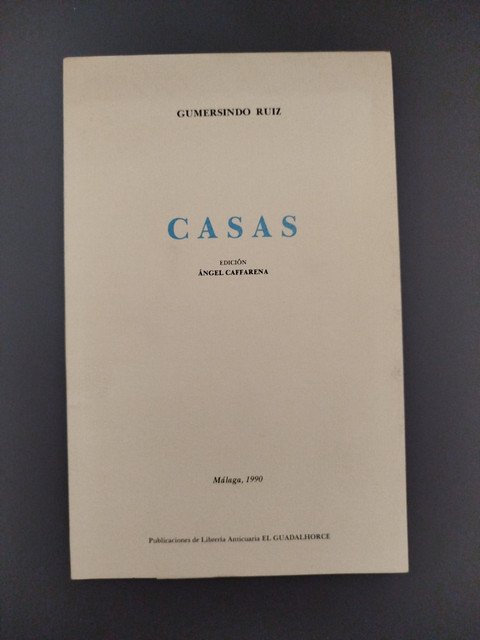 GUMERSINDO RUIZ
CASAS
EDICIÓN
ÁNGEL CAFFARENA
Málaga, 1990
Publicaciones de Librería Anticuaria EL GUADALHORCE